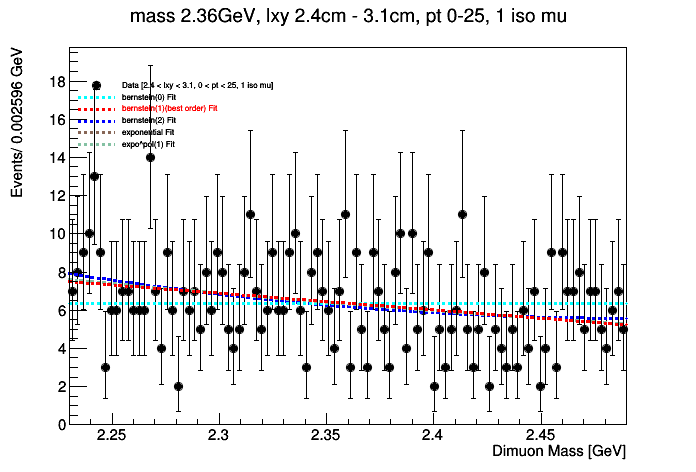 mass 2.36GeV, lxy 2.4cm - 3.1cm, pt 0-25, 1 iso mu
Events/ 0.002596 GeV
18
16
14
12
10
8
6
4
2
0
Data [2.4 < lxy < 3.1, 0 < pt < 25, 1 iso mu]
bernstein(0) Fit
bernstein(1)(best order) Fit
bernstein(2) Fit
exponential Fit
expo*pol(1) Fit
2.25 2.3 2.35 2.4 2.45
Dimuon Mass [GeV]